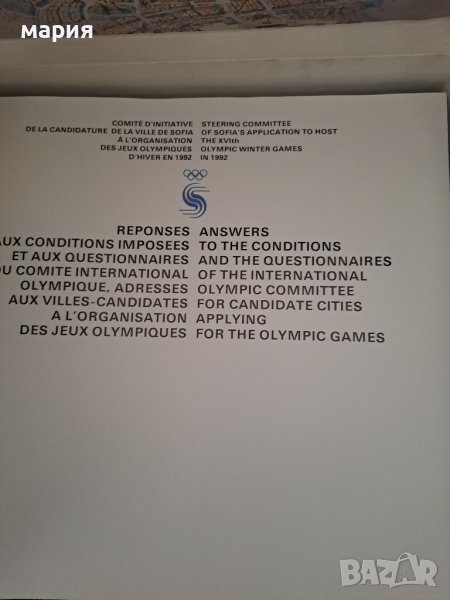 мария
COMITÉ D'INITIATIVE STEERING COMMITTEE
DE LA CANDIDATURE DE LA VILLE DE SOFIA OF SOFIA'S APPLICATION TO HOST
À L'ORGANISATION THE XVIth
DES JEUX OLYMPIQUES OLYMPIC WINTER GAMES
D'HIVER EN 1992 IN 1992
REPONSES ANSWERS
AUX CONDITIONS IMPOSEES TO THE CONDITIONS
ET AUX QUESTIONNAIRES AND THE QUESTIONNAIRES
DU COMITE INTERNATIONAL OF THE INTERNATIONAL
OLYMPIQUE, ADRESSES OLYMPIC COMMITTEE
AUX VILLES-CANDIDATES FOR CANDIDATE CITIES
A L'ORGANISATION APPLYING
DES JEUX OLYMPIQUES FOR THE OLYMPIC GAMES
BAZAR